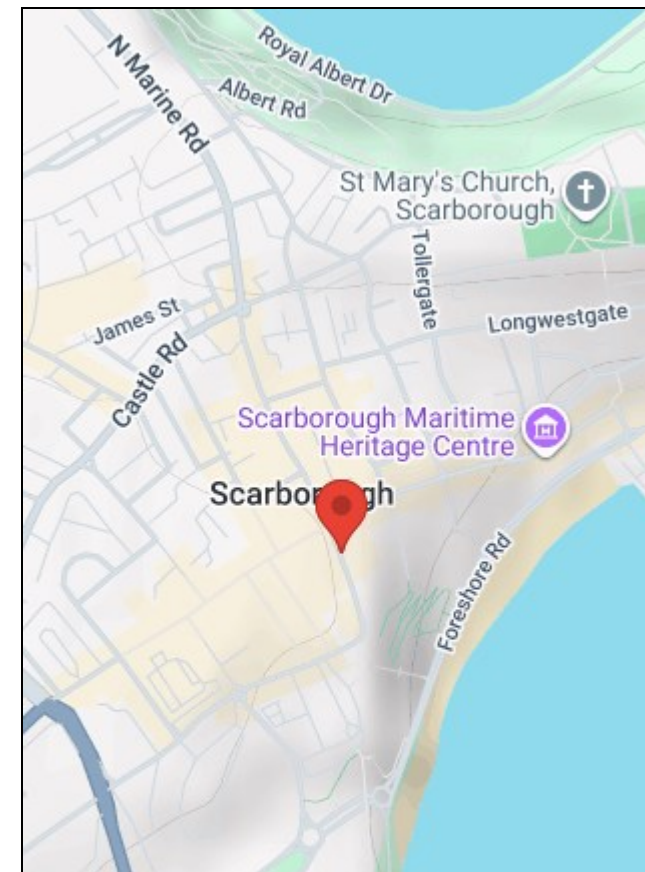 Royal Albert Dr
N Marine Rd
Albert Rd
St Mary's Church,
Scarborough
Tollergate
James St
Longwestgate
Castle Rd
Scarborough Maritime
Heritage Centre
Scarborough
Foreshore Rd